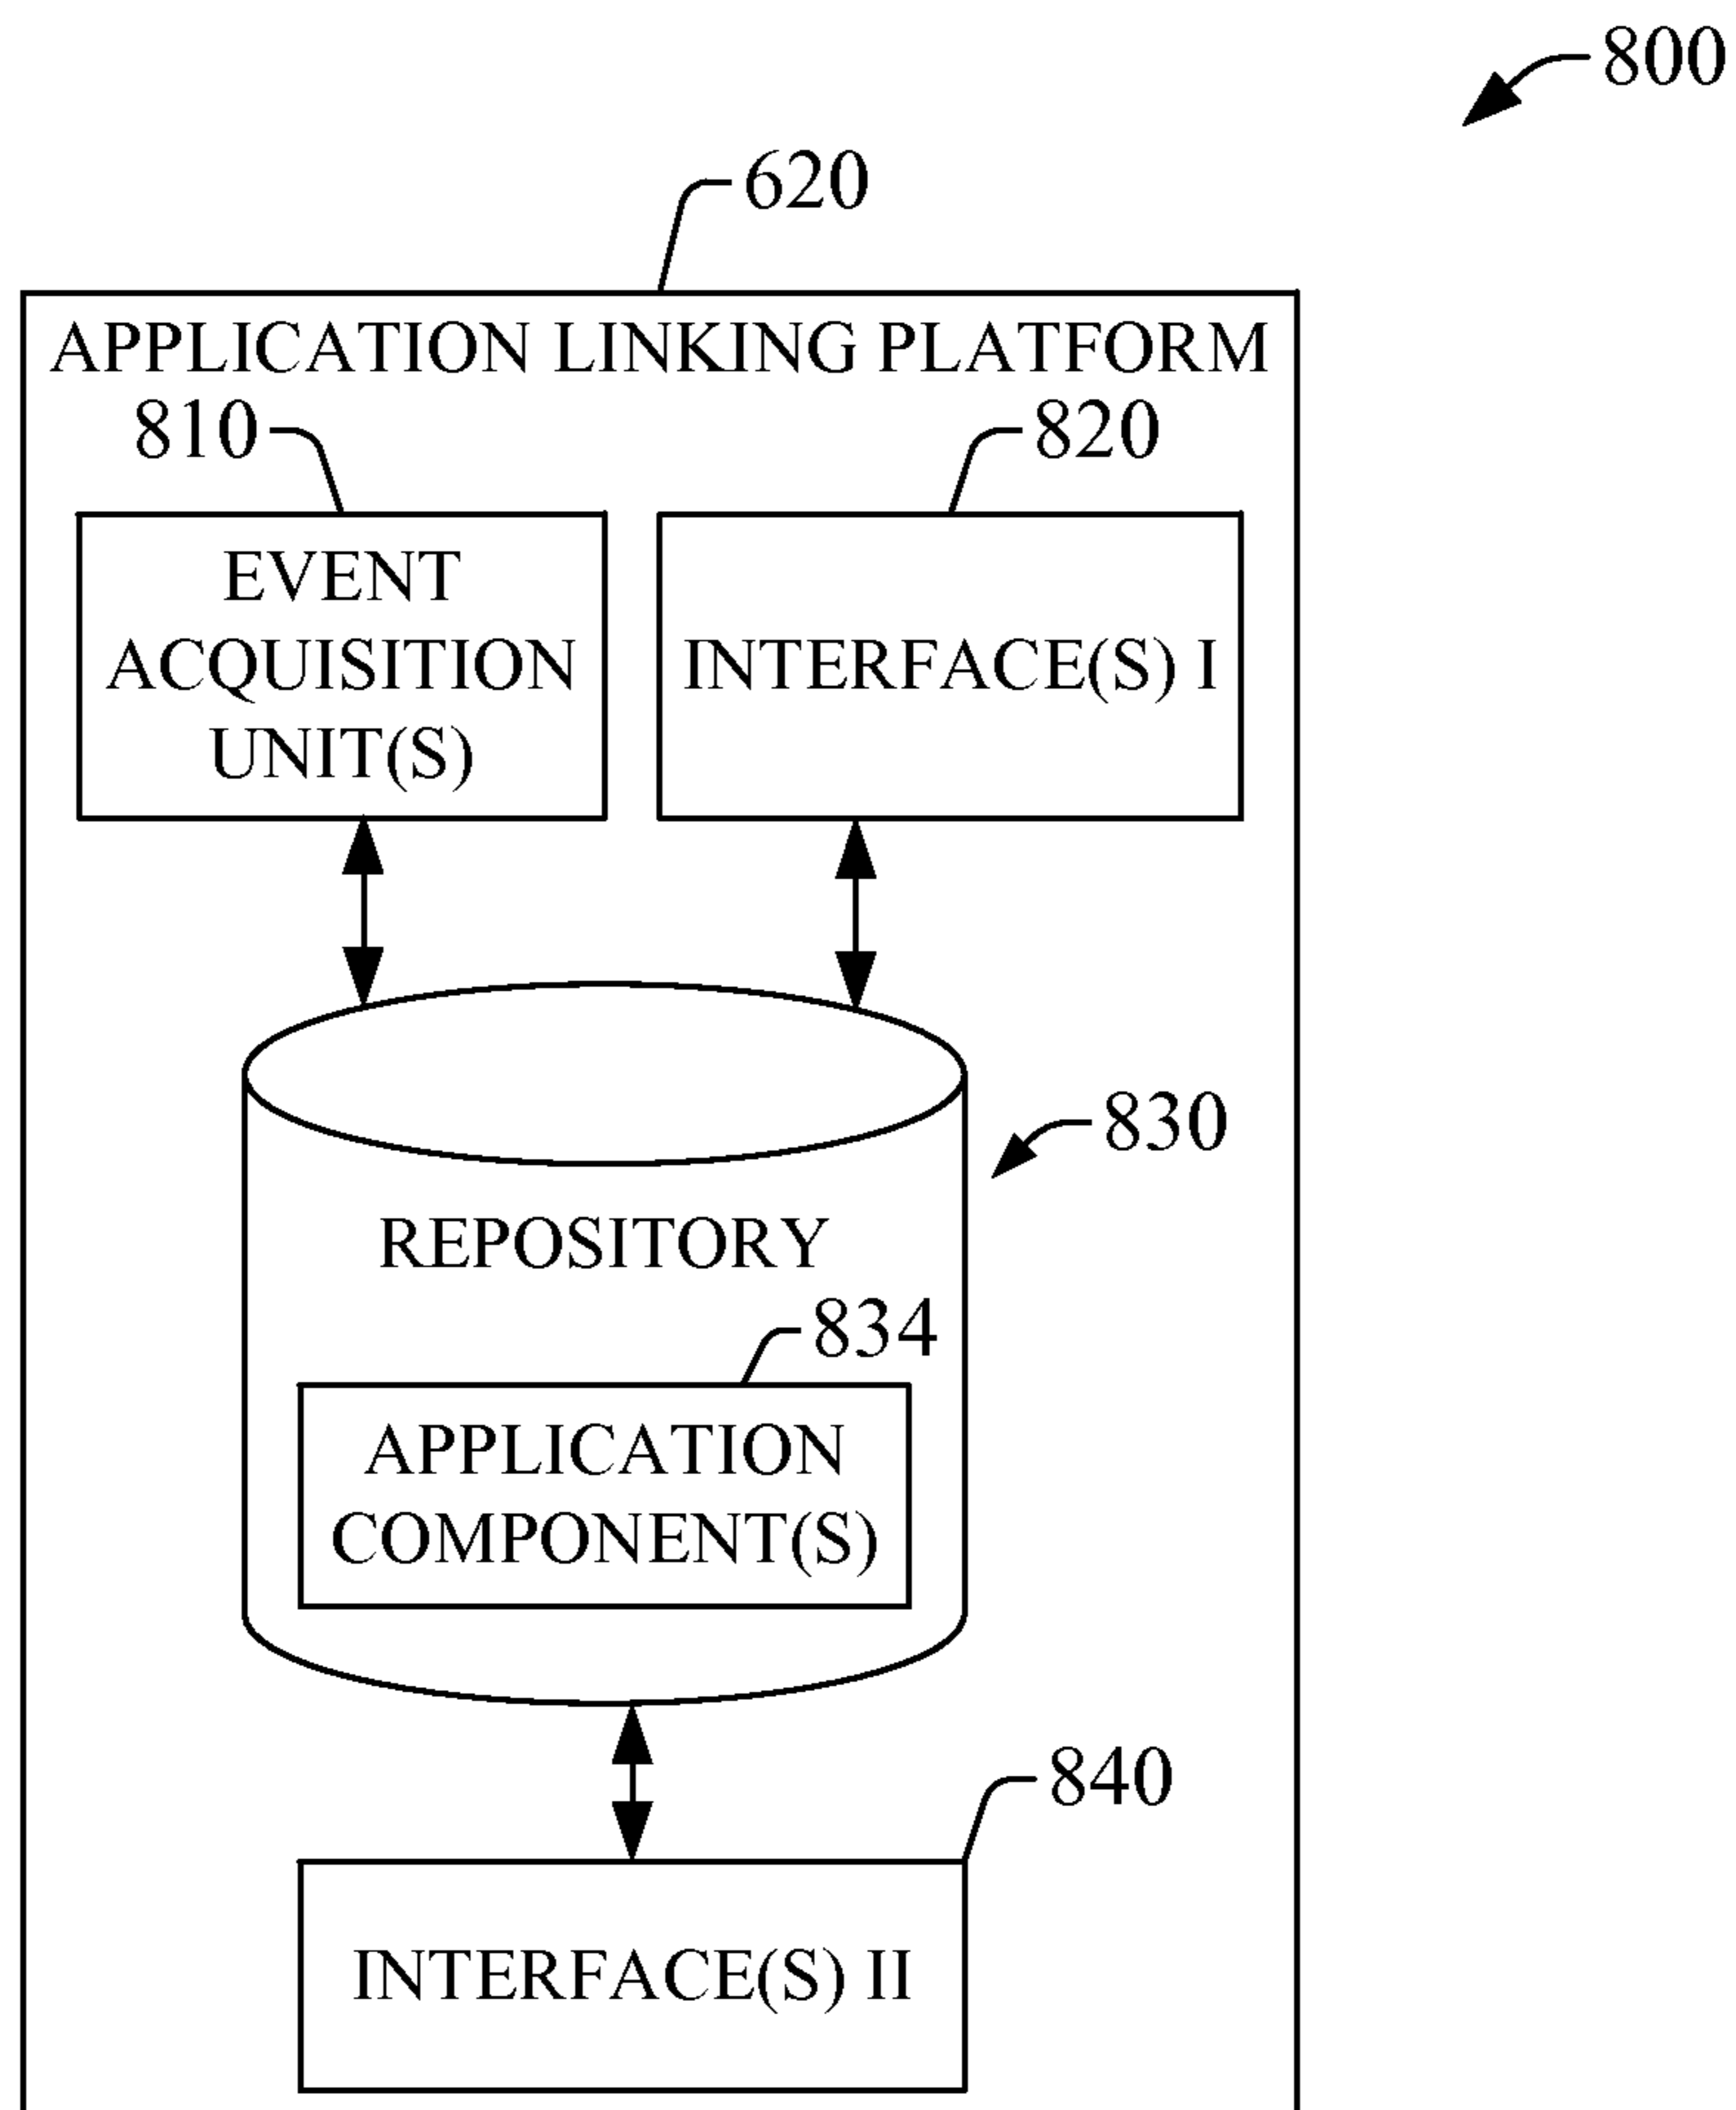 800
620
APPLICATION LINKING PLATFORM
810
820
EVENT
ACQUISITION
UNIT(S)
INTERFACE(S) I
830
REPOSITORY
834
APPLICATION
COMPONENT(S)
840
INTERFACE(S) II